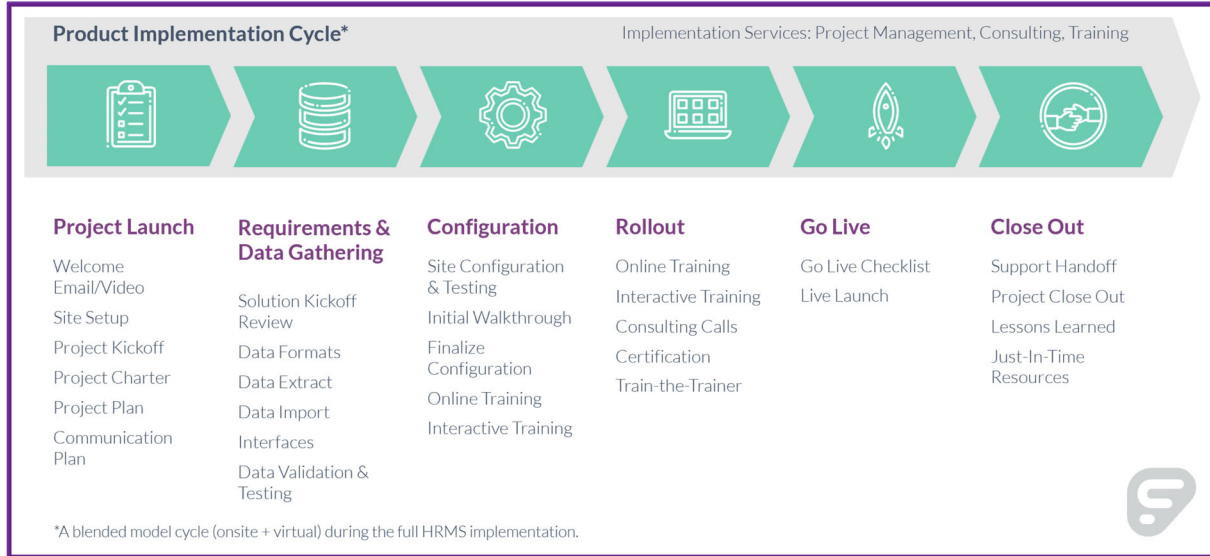 Product Implementation Cycle*
Implementation Services: Project Management, Consulting, Training
Project Launch
Welcome
Email/Video
Site Setup
Project Kickoff
Project Charter
Project Plan
Communication
Plan
Requirements &
Data Gathering
Solution Kickoff
Review
Data Formats
Data Extract
Data Import
Interfaces
Data Validation &
Testing
Configuration
Site Configuration
& Testing
Initial Walkthrough
Finalize
Configuration
Online Training
Interactive Training
Rollout
Online Training
Interactive Training
Consulting Calls
Certification
Train-the-Trainer
Go Live
Go Live Checklist
Live Launch
Close Out
Support Handoff
Project Close Out
Lessons Learned
Just-In-Time
Resources
*A blended model cycle (onsite + virtual) during the full HRMS implementation.